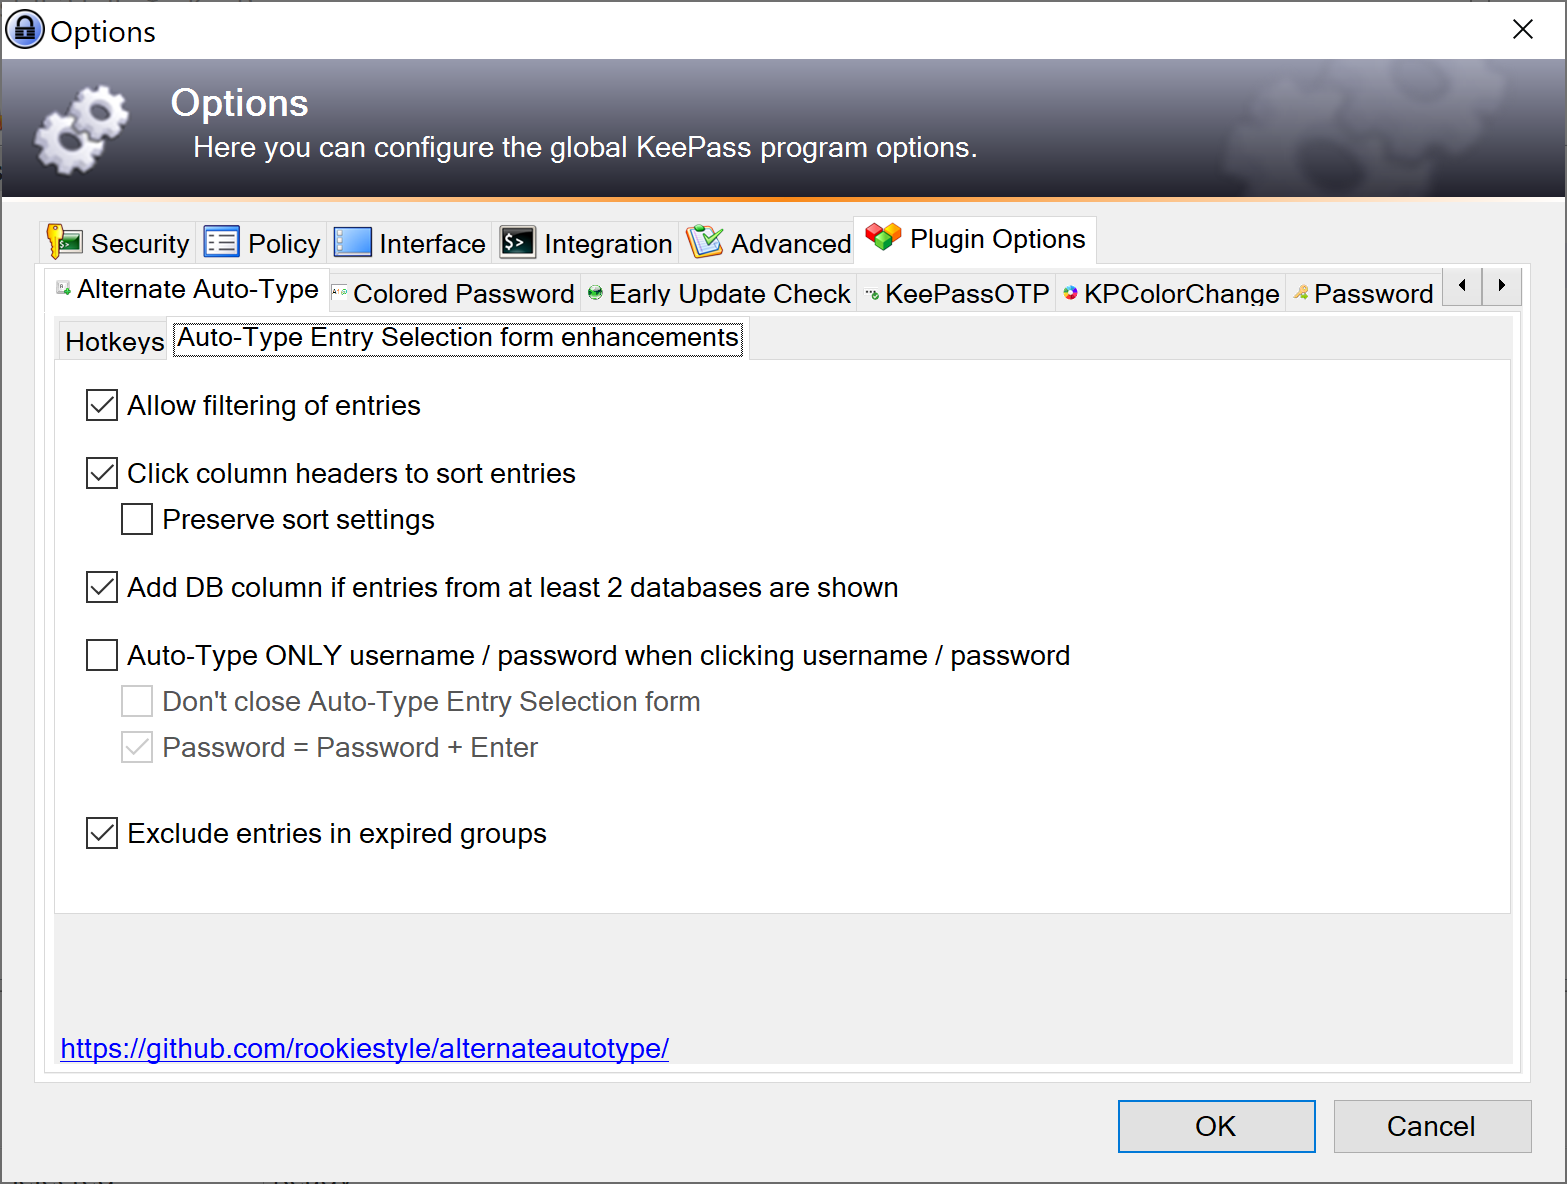 Options
Options
Here you can configure the global KeePass program options.
Security Policy Interface Integration Advanced Plugin Options
Alternate Auto-Type Colored Password Early Update Check KeePassOTP KPColorChange Password
Hotkeys Auto-Type Entry Selection form enhancements
Allow filtering of entries
Click column headers to sort entries
Preserve sort settings
Add DB column if entries from at least 2 databases are shown
Auto-Type ONLY username / password when clicking username / password
Don't close Auto-Type Entry Selection form
Password = Password + Enter
Exclude entries in expired groups
https://github.com/rookiestyle/alternateautotype/
OK Cancel